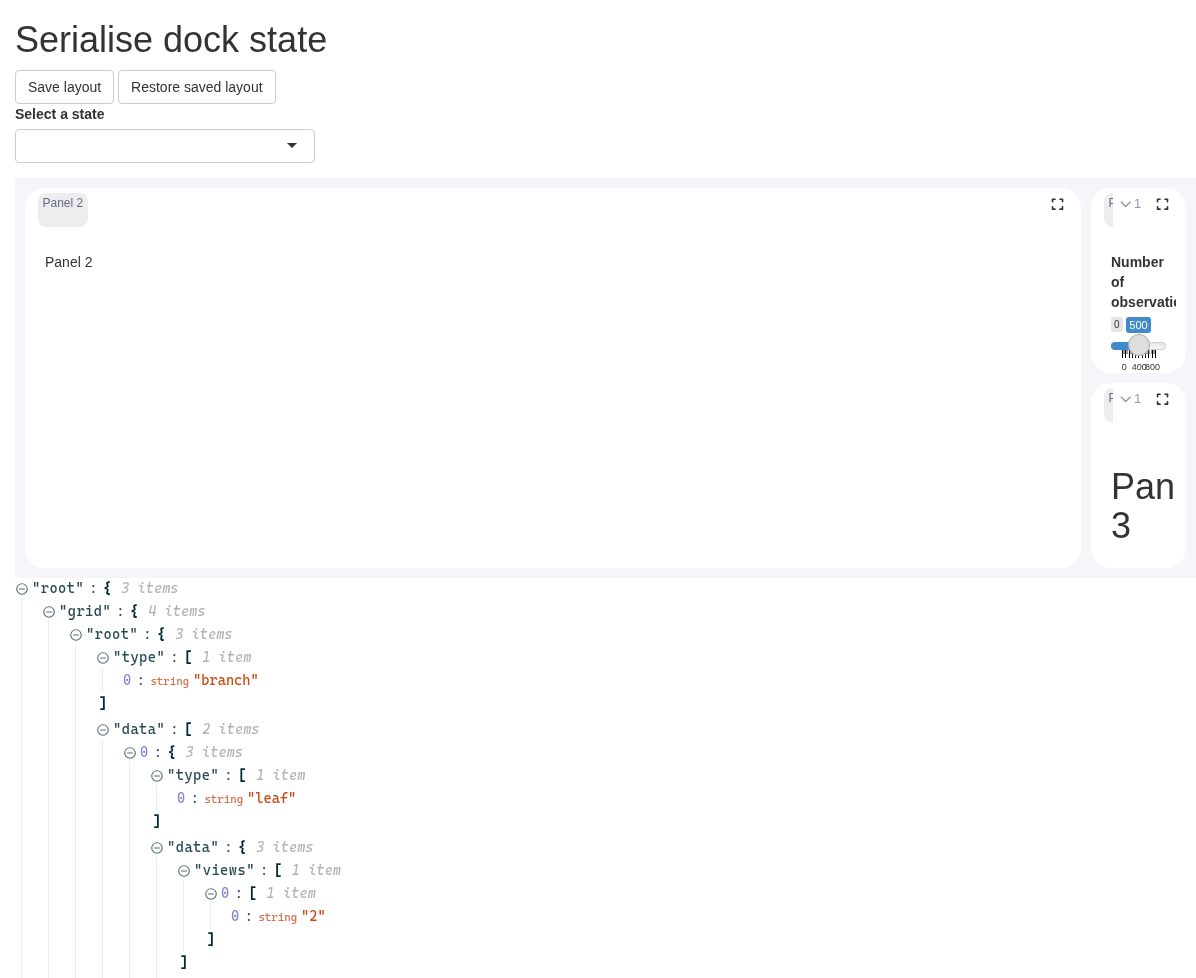 Serialise dock state
Save layout Restore saved layout
Select a state
Panel 2
1
Panel 2
Number
of
0 500
0 400 800
1
Pan
3
"root" : { 3 items
"grid" : { 4 items
"root" : { 3 items
"type" : [ 1 item
0 : string "branch"
]
"data" : [ 2 items
0 : { 3 items
"type" : [ 1 item
0 : string "leaf"
]
"data" : { 3 items
"views" : [ 1 item
0 : [ 1 item
0 : string "2"
]
]